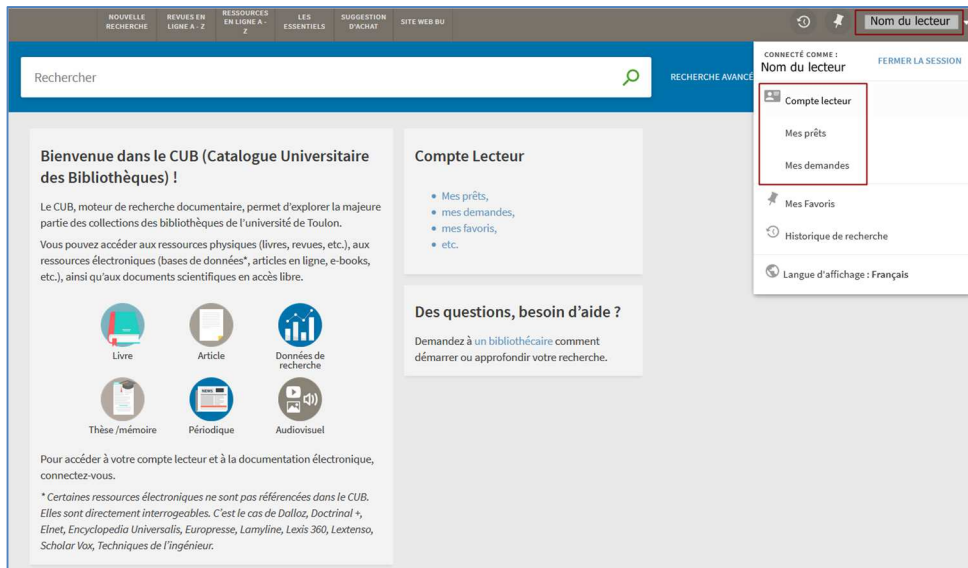 NOUVELLE
RECHERCHE
REVUES EN
LIGNE A - Z
RESSOURCES
EN LIGNE A -
Z
LES
ESSENTIELS
SUGGESTION
D'ACHAT
SITE WEB BU
Nom du lecteur
Rechercher
RECHERCHE AVANCÉ
CONNECTÉ COMME :
Nom du lecteur
FERMER LA SESSION
Compte lecteur
Mes prêts
Mes demandes
Mes Favoris
Historique de recherche
Langue d'affichage : Français
Bienvenue dans le CUB (Catalogue Universitaire
des Bibliothèques) !
Le CUB, moteur de recherche documentaire, permet d'explorer la majeure
partie des collections des bibliothèques de l'université de Toulon.
Vous pouvez accéder aux ressources physiques (livres, revues, etc.), aux
ressources électroniques (bases de données*, articles en ligne, e-books,
etc.), ainsi qu'aux documents scientifiques en accès libre.
Livre
Article
Données de
recherche
NEWS
Thèse /mémoire
Périodique
Audiovisuel
Pour accéder à votre compte lecteur et à la documentation électronique,
connectez-vous.
* Certaines ressources électroniques ne sont pas référencées dans le CUB.
Elles sont directement interrogeables. C'est le cas de Dalloz, Doctrinal +,
Elnet, Encyclopedia Universalis, Europresse, Lamyline, Lexis 360, Lextenso,
Scholar Vox, Techniques de l'ingénieur.
Compte Lecteur
• Mes prêts,
• mes demandes,
• mes favoris,
• etc.
Des questions, besoin d'aide ?
Demandez à un bibliothécaire comment
démarrer ou approfondir votre recherche.